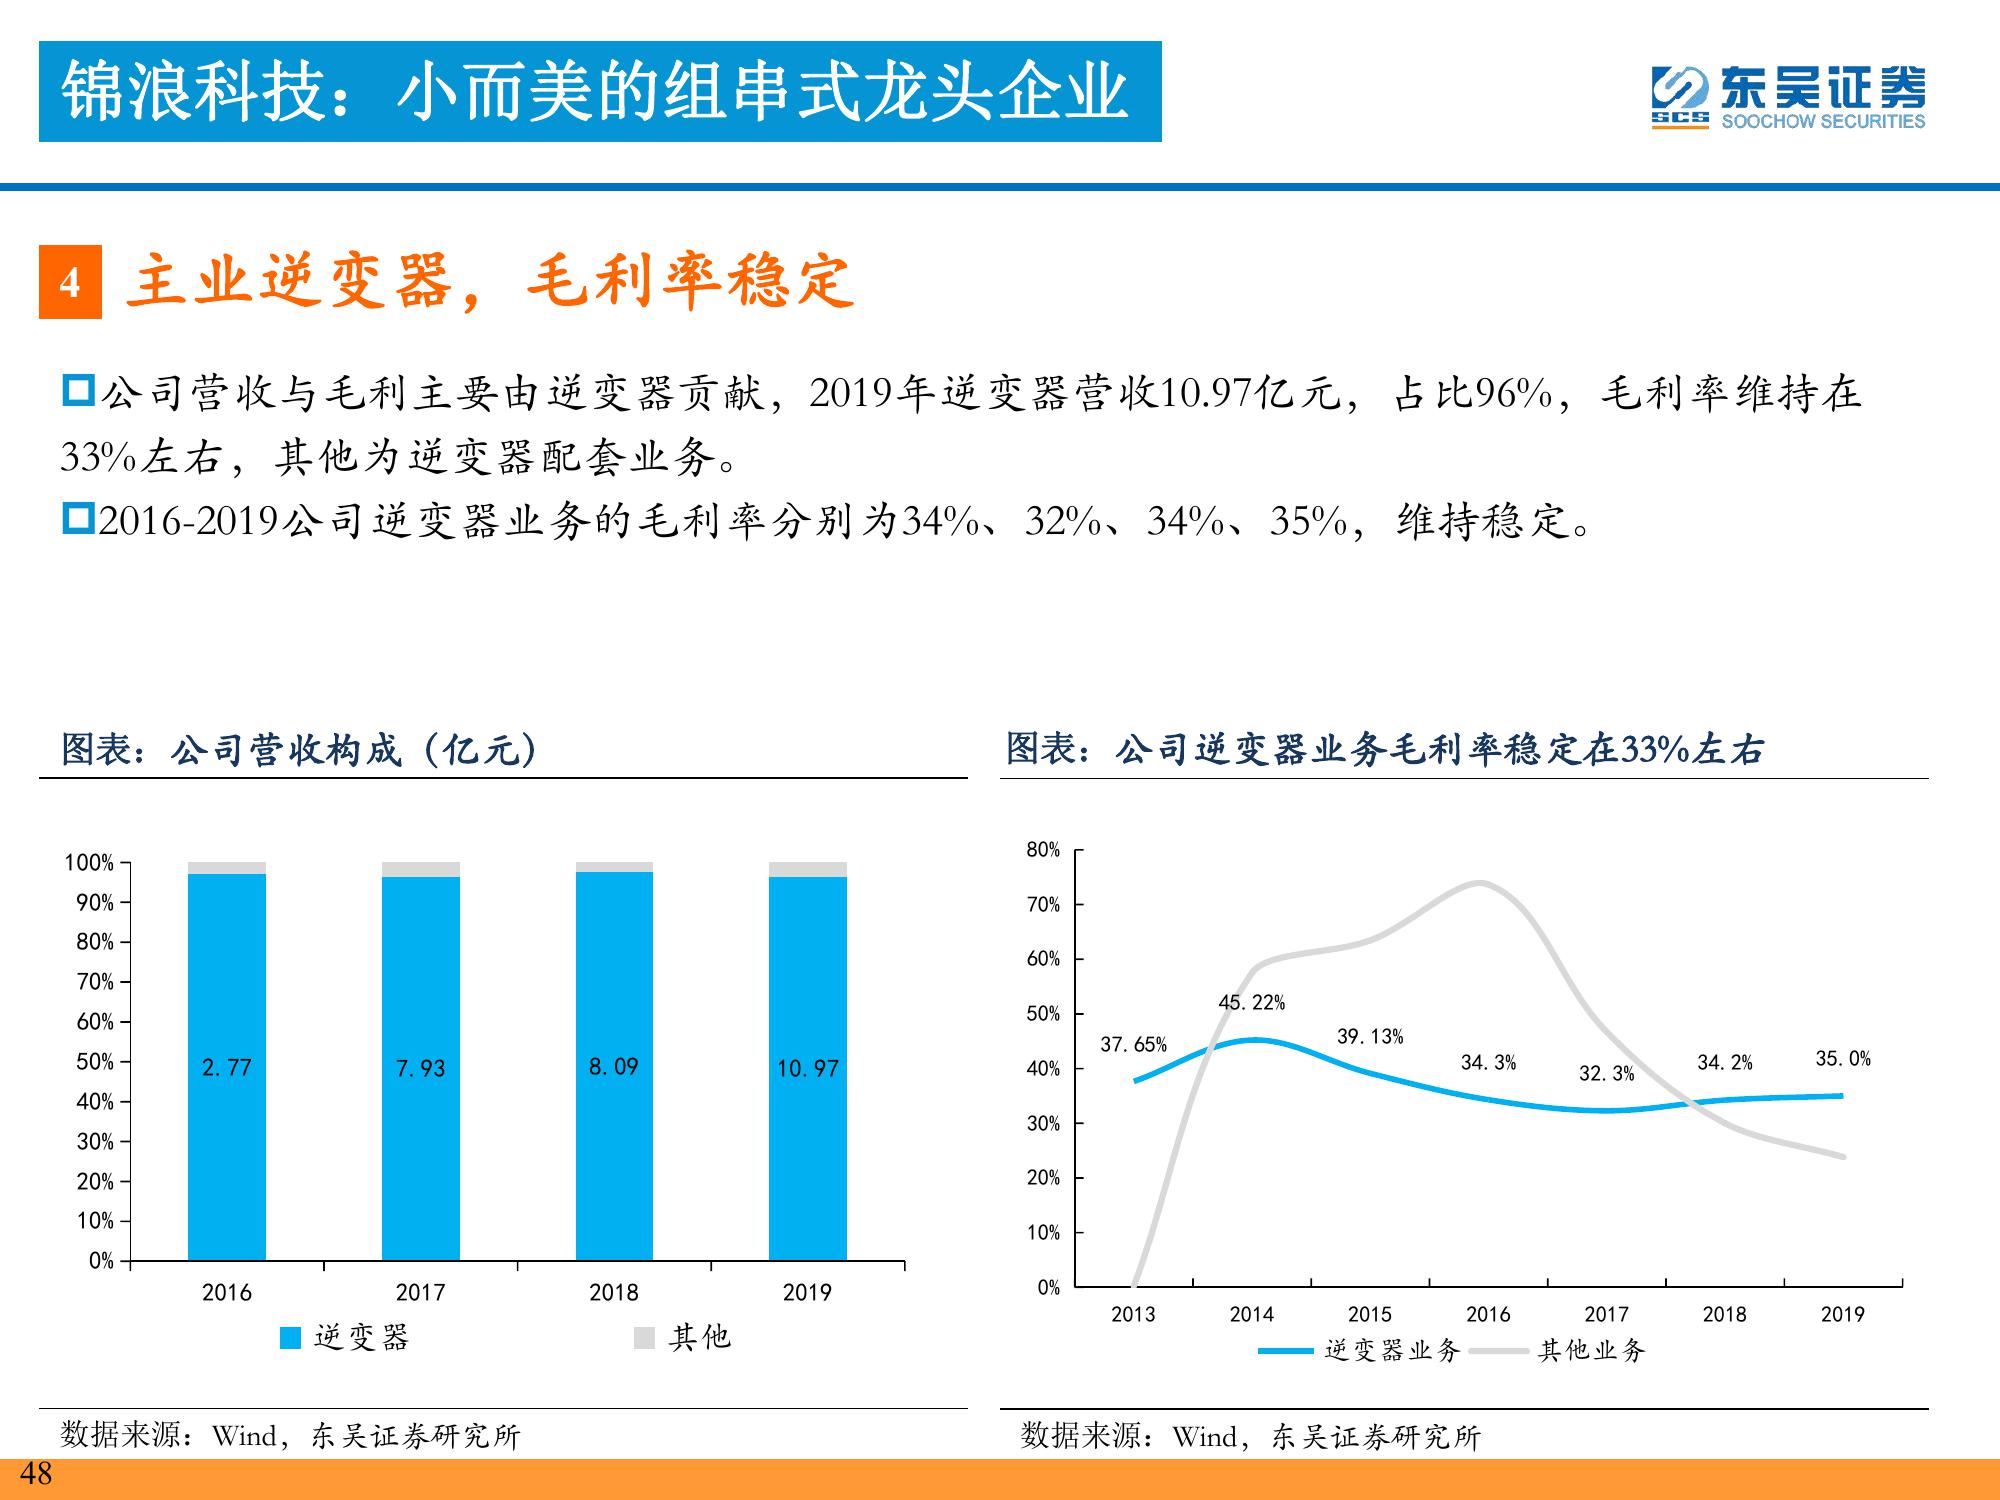 锦浪科技：小而美的组串式龙头企业
SCS
东吴证券
SOOCHOW SECURITIES
4 主业逆变器，毛利率稳定
公司营收与毛利主要由逆变器贡献，2019年逆变器营收10.97亿元，占比96%，毛利率维持在
33%左右，其他为逆变器配套业务。
2016-2019公司逆变器业务的毛利率分别为34%、32%、34%、35%，维持稳定。
图表：公司营收构成（亿元）
100%
90%
80%
70%
60%
50%
40%
30%
20%
10%
0%
2.77 7.93 8.09 10.97
2016 2017 2018 2019
逆变器 其他
数据来源：Wind，东吴证券研究所
图表：公司逆变器业务毛利率稳定在33%左右
80%
70%
60%
50%
40%
30%
20%
10%
0%
37.65% 45.22% 39.13% 34.3% 32.3% 34.2% 35.0%
2013 2014 2015 2016 2017 2018 2019
逆变器业务 其他业务
数据来源：Wind，东吴证券研究所
48